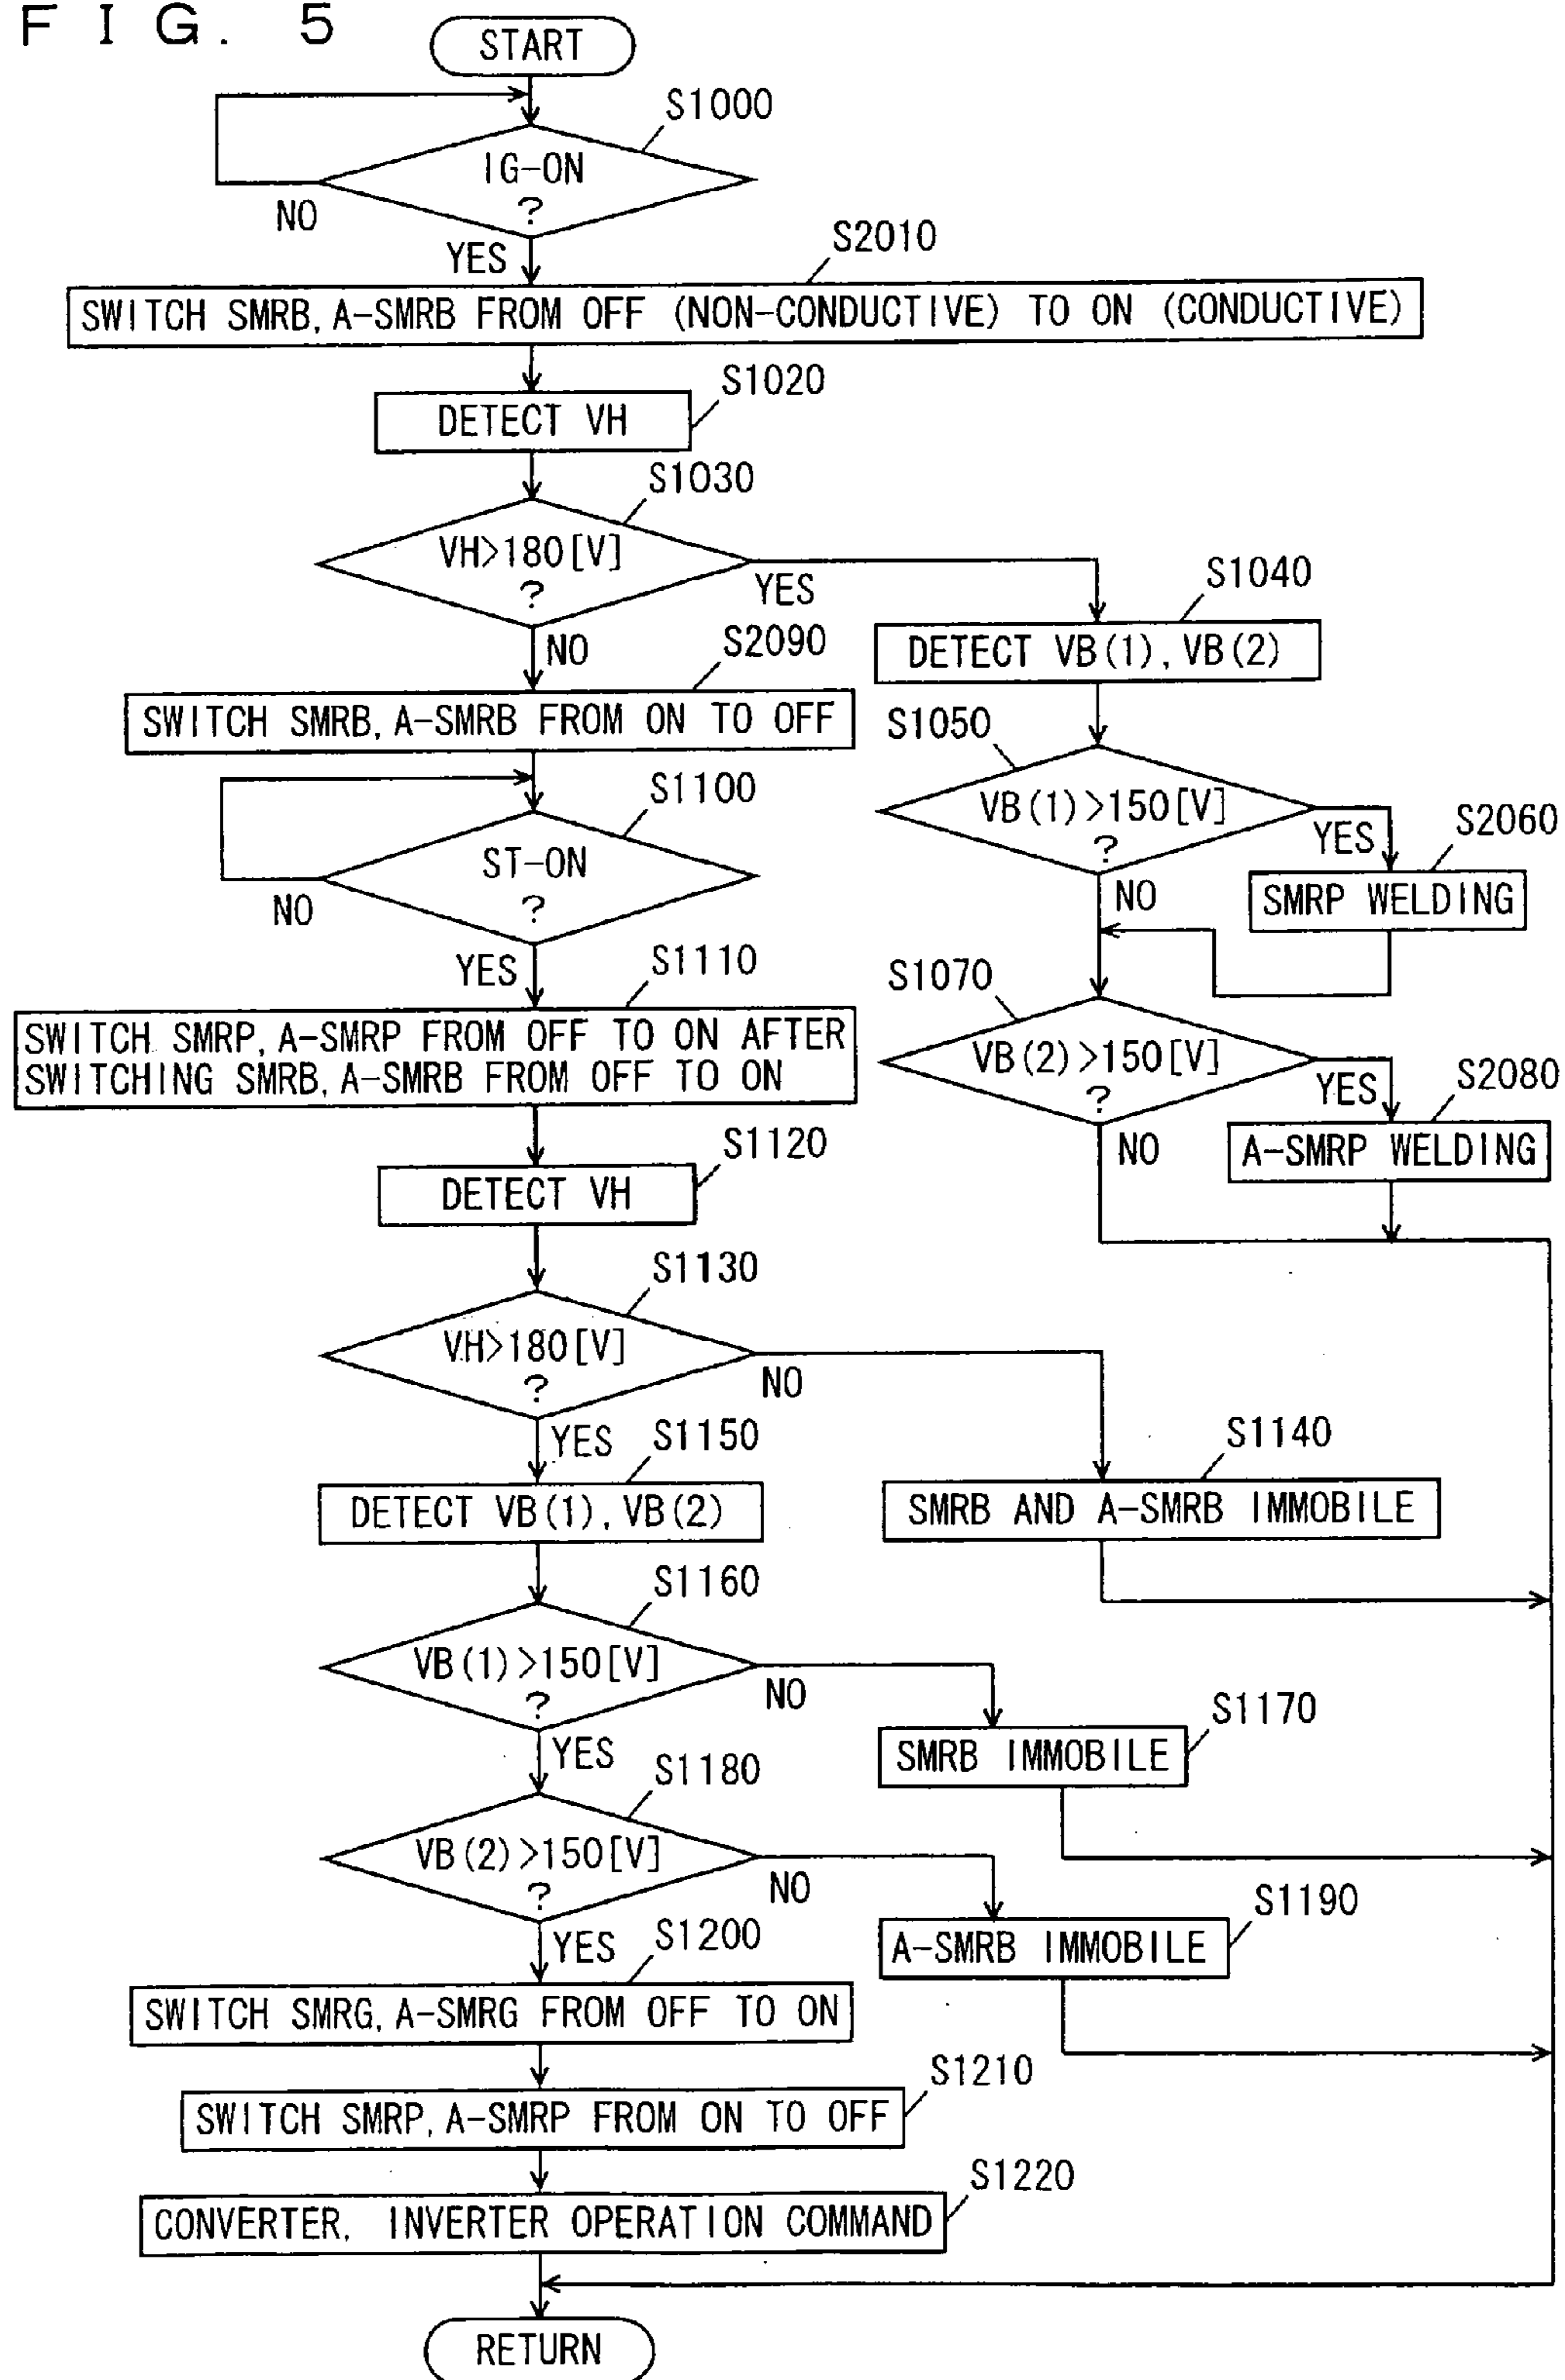 FIG. 5
START
S1000
IG-ON
?
NO
YES
S2010
SWITCH SMRB, A-SMRB FROM OFF (NON-CONDUCTIVE) TO ON (CONDUCTIVE)
S1020
DETECT VH
S1030
VH>180[V]
?
YES
NO
S1040
DETECT VB(1), VB(2)
S2090
SWITCH SMRB, A-SMRB FROM ON TO OFF
S1050
VB(1)>150[V]
?
YES
NO
S2060
SMRP WELDING
S1100
ST-ON
?
NO
YES
S1070
VB(2)>150[V]
?
YES
NO
S2080
A-SMRP WELDING
S1110
SWITCH SMRP, A-SMRP FROM OFF TO ON AFTER
SWITCHING SMRB, A-SMRB FROM OFF TO ON
S1120
DETECT VH
S1130
VH>180[V]
?
NO
YES
S1140
SMRB AND A-SMRB IMMOBILE
S1150
DETECT VB(1), VB(2)
S1160
VB(1)>150[V]
?
NO
YES
S1170
SMRB IMMOBILE
S1180
VB(2)>150[V]
?
NO
YES
S1190
A-SMRB IMMOBILE
S1200
SWITCH SMRG, A-SMRG FROM OFF TO ON
S1210
SWITCH SMRP, A-SMRP FROM ON TO OFF
S1220
CONVERTER, INVERTER OPERATION COMMAND
RETURN